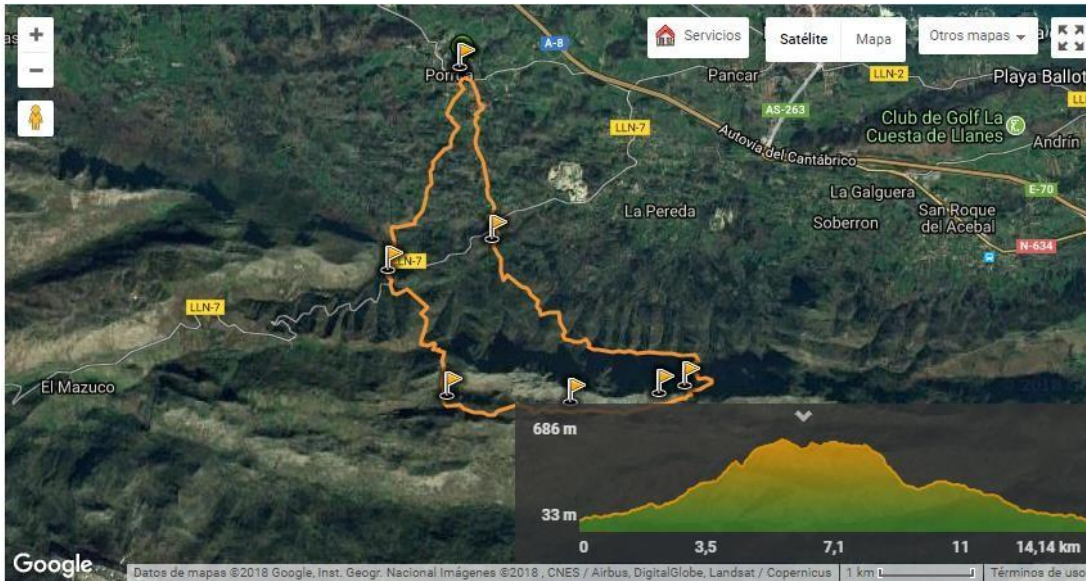 +
−
Servicios
Satélite
Mapa
Otros mapas
A-8
Pancar
LLN-2
Playa Ballot
AS-263
Club de Golf La
Cuesta de Llanes
LLN-7
Autovía del Cantábrico
Andrín
E-70
La Galguera
La Pereda
Soberron
San Roque
del Acebal
N-634
LLN-7
LLN-7
El Mazuco
686 m
33 m
0
3,5
7,1
11
14,14 km
Google
Datos de mapas ©2018 Google, Inst. Geogr. Nacional Imágenes ©2018 , CNES / Airbus, DigitalGlobe, Landsat / Copernicus
1 km
Términos de uso